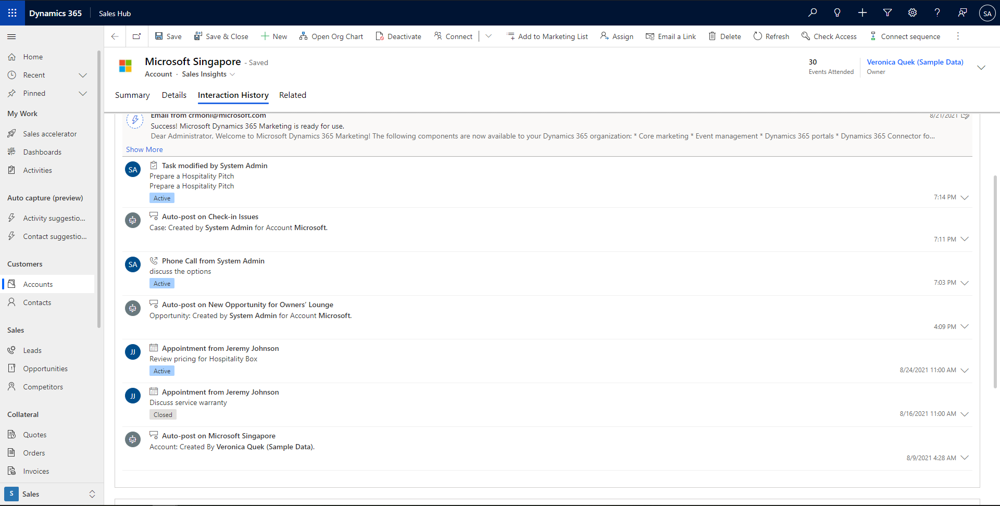 Dynamics 365 Sales Hub
SA
Save Save & Close New Open Org Chart Deactivate Connect Add to Marketing List Assign Email a Link Delete Refresh Check Access Connect sequence
Home
Recent
Pinned
My Work
Sales accelerator
Dashboards
Activities
Auto capture (preview)
Activity suggestio...
Contact suggestio...
Customers
Accounts
Contacts
Sales
Leads
Opportunities
Competitors
Collateral
Quotes
Orders
Invoices
S Sales
Microsoft Singapore - Saved
Account · Sales Insights
30
Events Attended
Veronica Quek (Sample Data)
Owner
Summary Details Interaction History Related
Email from crmoni@microsoft.com 8/21/2021
Success! Microsoft Dynamics 365 Marketing is ready for use.
Dear Administrator, Welcome to Microsoft Dynamics 365 Marketing! The following components are now available to your Dynamics 365 organization: * Core marketing * Event management * Dynamics 365 portals * Dynamics 365 Connector fo...
Show More
SA Task modified by System Admin
Prepare a Hospitality Pitch
Prepare a Hospitality Pitch
Active
7:14 PM
Auto-post on Check-in Issues
Case: Created by System Admin for Account Microsoft.
7:11 PM
SA Phone Call from System Admin
discuss the options
Active
7:03 PM
Auto-post on New Opportunity for Owners’ Lounge
Opportunity: Created by System Admin for Account Microsoft.
4:09 PM
JJ Appointment from Jeremy Johnson
Review pricing for Hospitality Box
Active
8/24/2021 11:00 AM
JJ Appointment from Jeremy Johnson
Discuss service warranty
Closed
8/16/2021 11:00 AM
Auto-post on Microsoft Singapore
Account: Created By Veronica Quek (Sample Data).
8/9/2021 4:28 AM